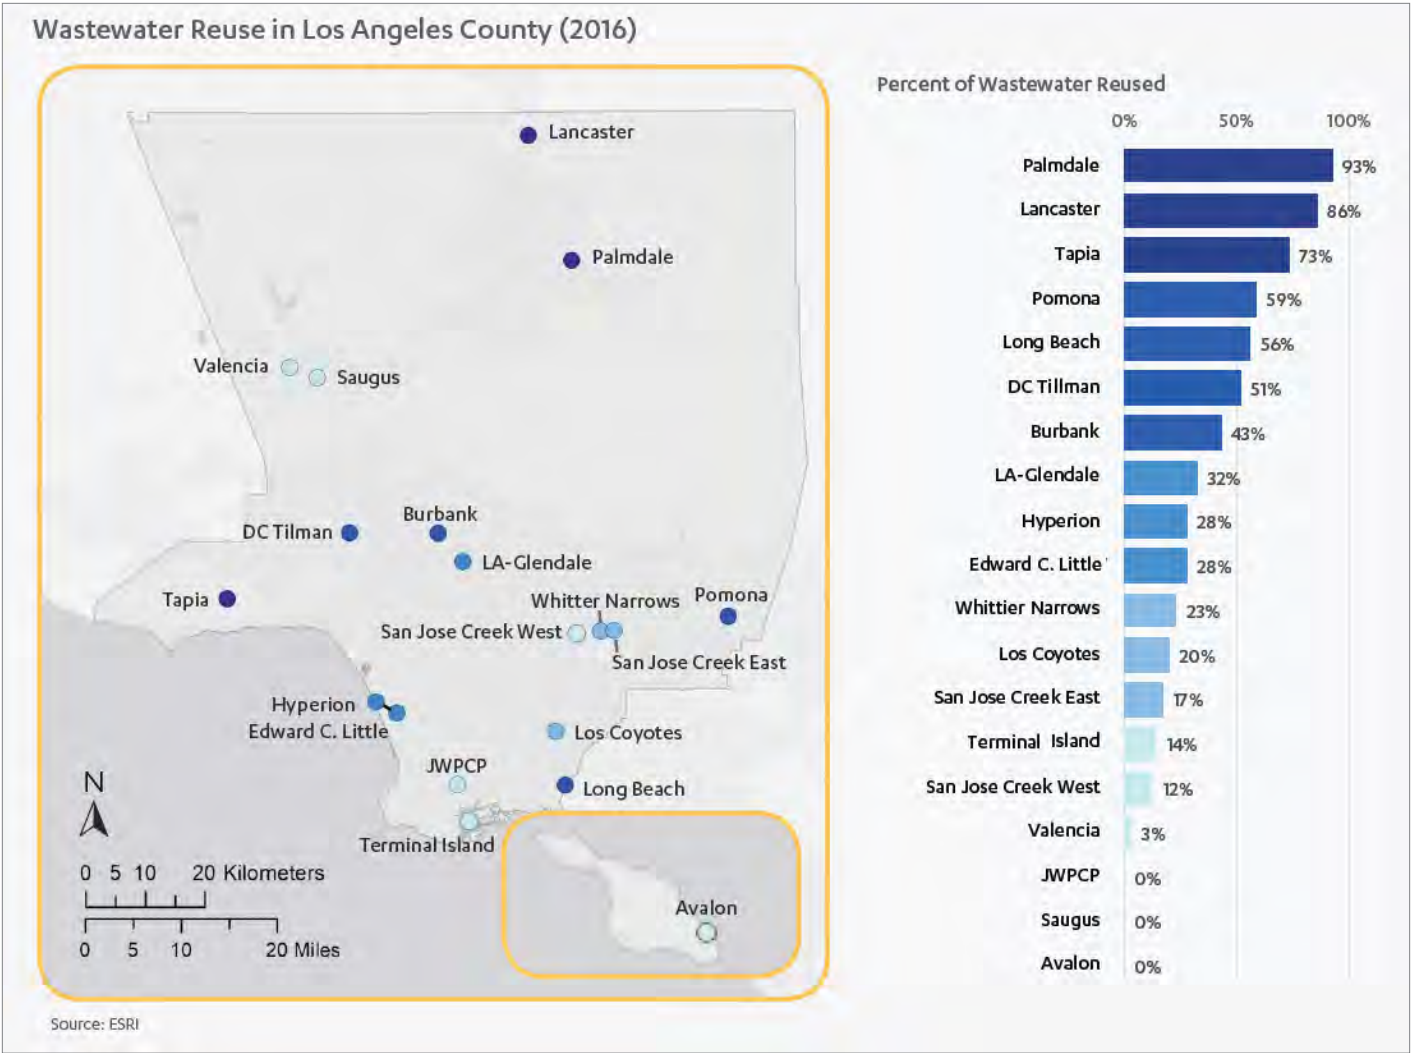 Wastewater Reuse in Los Angeles County (2016)
Lancaster
Palmdale
Valencia
Saugus
Burbank
DC Tilman
LA-Glendale
Tapia
Whitter Narrows
Pomona
San Jose Creek West
San Jose Creek East
Hyperion
Edward C. Little
Los Coyotes
JWPCP
Long Beach
Terminal Island
Avalon
N
0 5 10 20 Kilometers
0 5 10 20 Miles
Source: ESRI
Percent of Wastewater Reused
0% 50% 100%
Palmdale 93%
Lancaster 86%
Tapia 73%
Pomona 59%
Long Beach 56%
DC Tillman 51%
Burbank 43%
LA-Glendale 32%
Hyperion 28%
Edward C. Little 28%
Whittier Narrows 23%
Los Coyotes 20%
San Jose Creek East 17%
Terminal Island 14%
San Jose Creek West 12%
Valencia 3%
JWPCP 0%
Saugus 0%
Avalon 0%